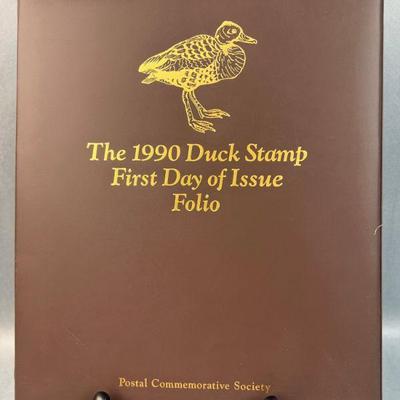 The 1990 Duck Stamp
First Day of Issue
Folio
Postal Commemorative Society